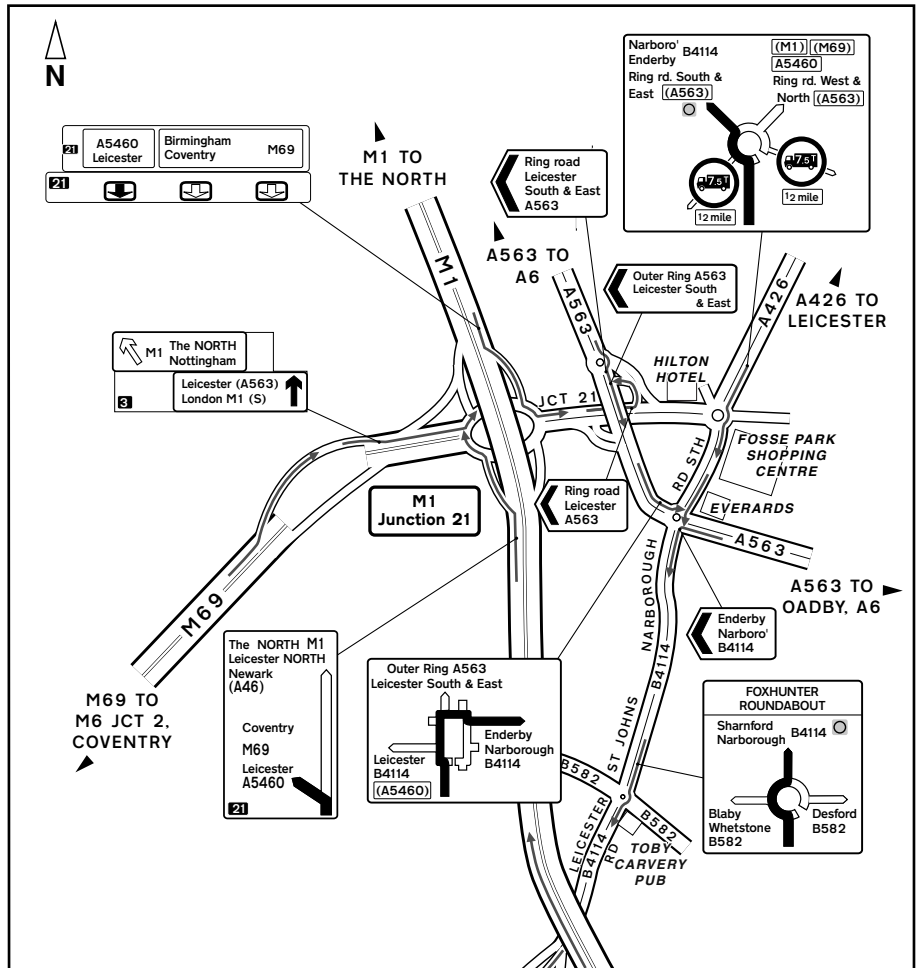 N
Narboro' B4114
Enderby
Ring rd. South &
East (A563)
(M1) (M69)
A5460
Ring rd. West &
North (A563)
7.5T
1/2 mile
7.5T
1/2 mile
21 A5460
Leicester
Birmingham
Coventry M69
21
M1 TO
THE NORTH
Ring road
Leicester
South & East
A563
A563 TO
A6
Outer Ring A563
Leicester South
& East
A426 TO
LEICESTER
M1
A563
A426
M1 The NORTH
Nottingham
Leicester (A563)
London M1 (S)
3
HILTON
HOTEL
JCT 21
FOSSE PARK
SHOPPING
CENTRE
RD STH
EVERARDS
M1
Junction 21
Ring road
Leicester
A563
A563
A563 TO
OADBY, A6
M69
NARBOROUGH
B4114
Enderby
Narboro'
B4114
The NORTH M1
Leicester NORTH
Newark
(A46)
Coventry
M69
Leicester
A5460
21
M69 TO
M6 JCT 2,
COVENTRY
Outer Ring A563
Leicester South & East
Enderby
Narborough
B4114
Leicester
B4114
(A5460)
ST JOHNS
FOXHUNTER
ROUNDABOUT
Sharnford B4114
Narborough
Blaby
Whetstone
B582
Desford
B582
B582
B582
LEICESTER
RD
B4114
TOBY
CARVERY
PUB